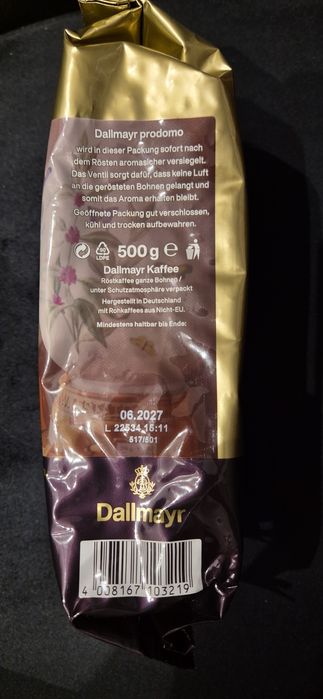 Dallmayr prodomo
wird in dieser Packung sofort nach
dem Rösten aromasicher versiegelt.
Das Ventil sorgt dafür, dass keine Luft
an die gerösteten Bohnen gelangt und
somit das Aroma erhalten bleibt.
Geöffnete Packung gut verschlossen,
kühl und trocken aufbewahren.
90
LDPE
500 g e
Dallmayr Kaffee
Röstkaffee ganze Bohnen /
unter Schutzatmosphäre verpackt
Hergestellt in Deutschland
mit Rohkaffees aus Nicht-EU.
Mindestens haltbar bis Ende:
06.2027
L 22534 15:11
517/501
Dallmayr
4 008167 103219